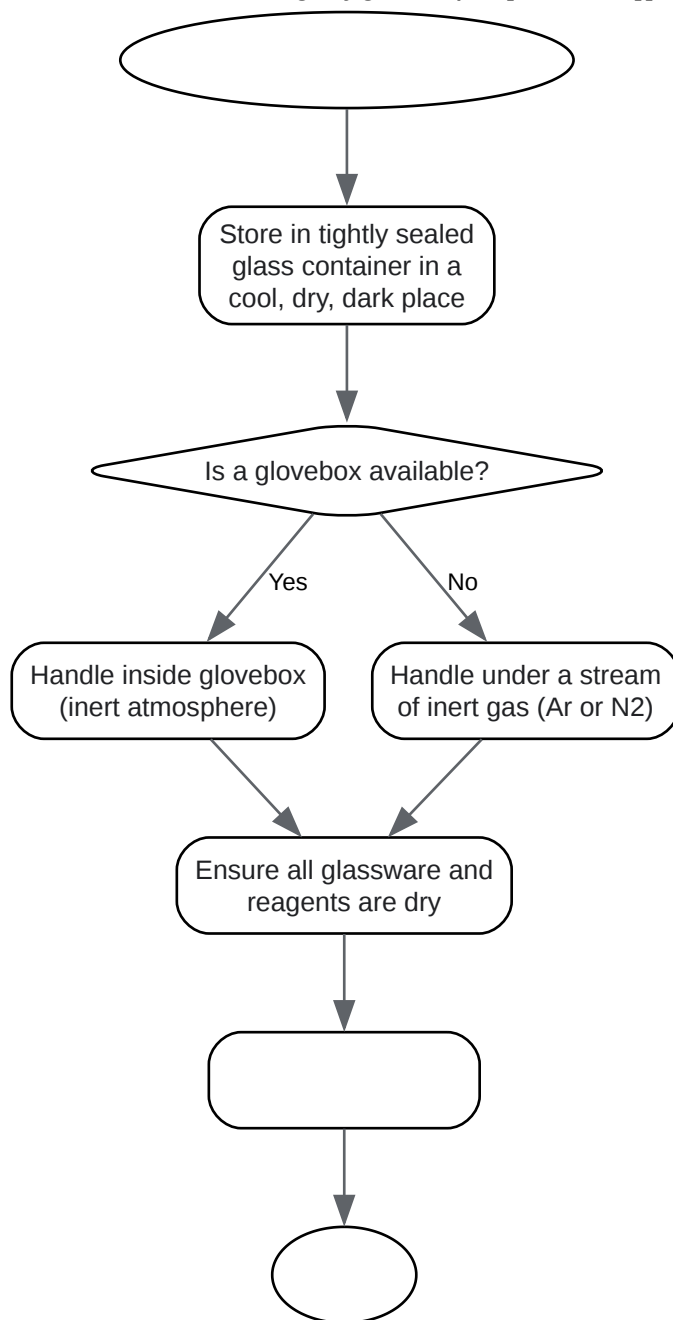 Store in tightly sealed
glass container in a
cool, dry, dark place
Is a glovebox available?
Yes
No
Handle inside glovebox
(inert atmosphere)
Handle under a stream
of inert gas (Ar or N2)
Ensure all glassware and
reagents are dry